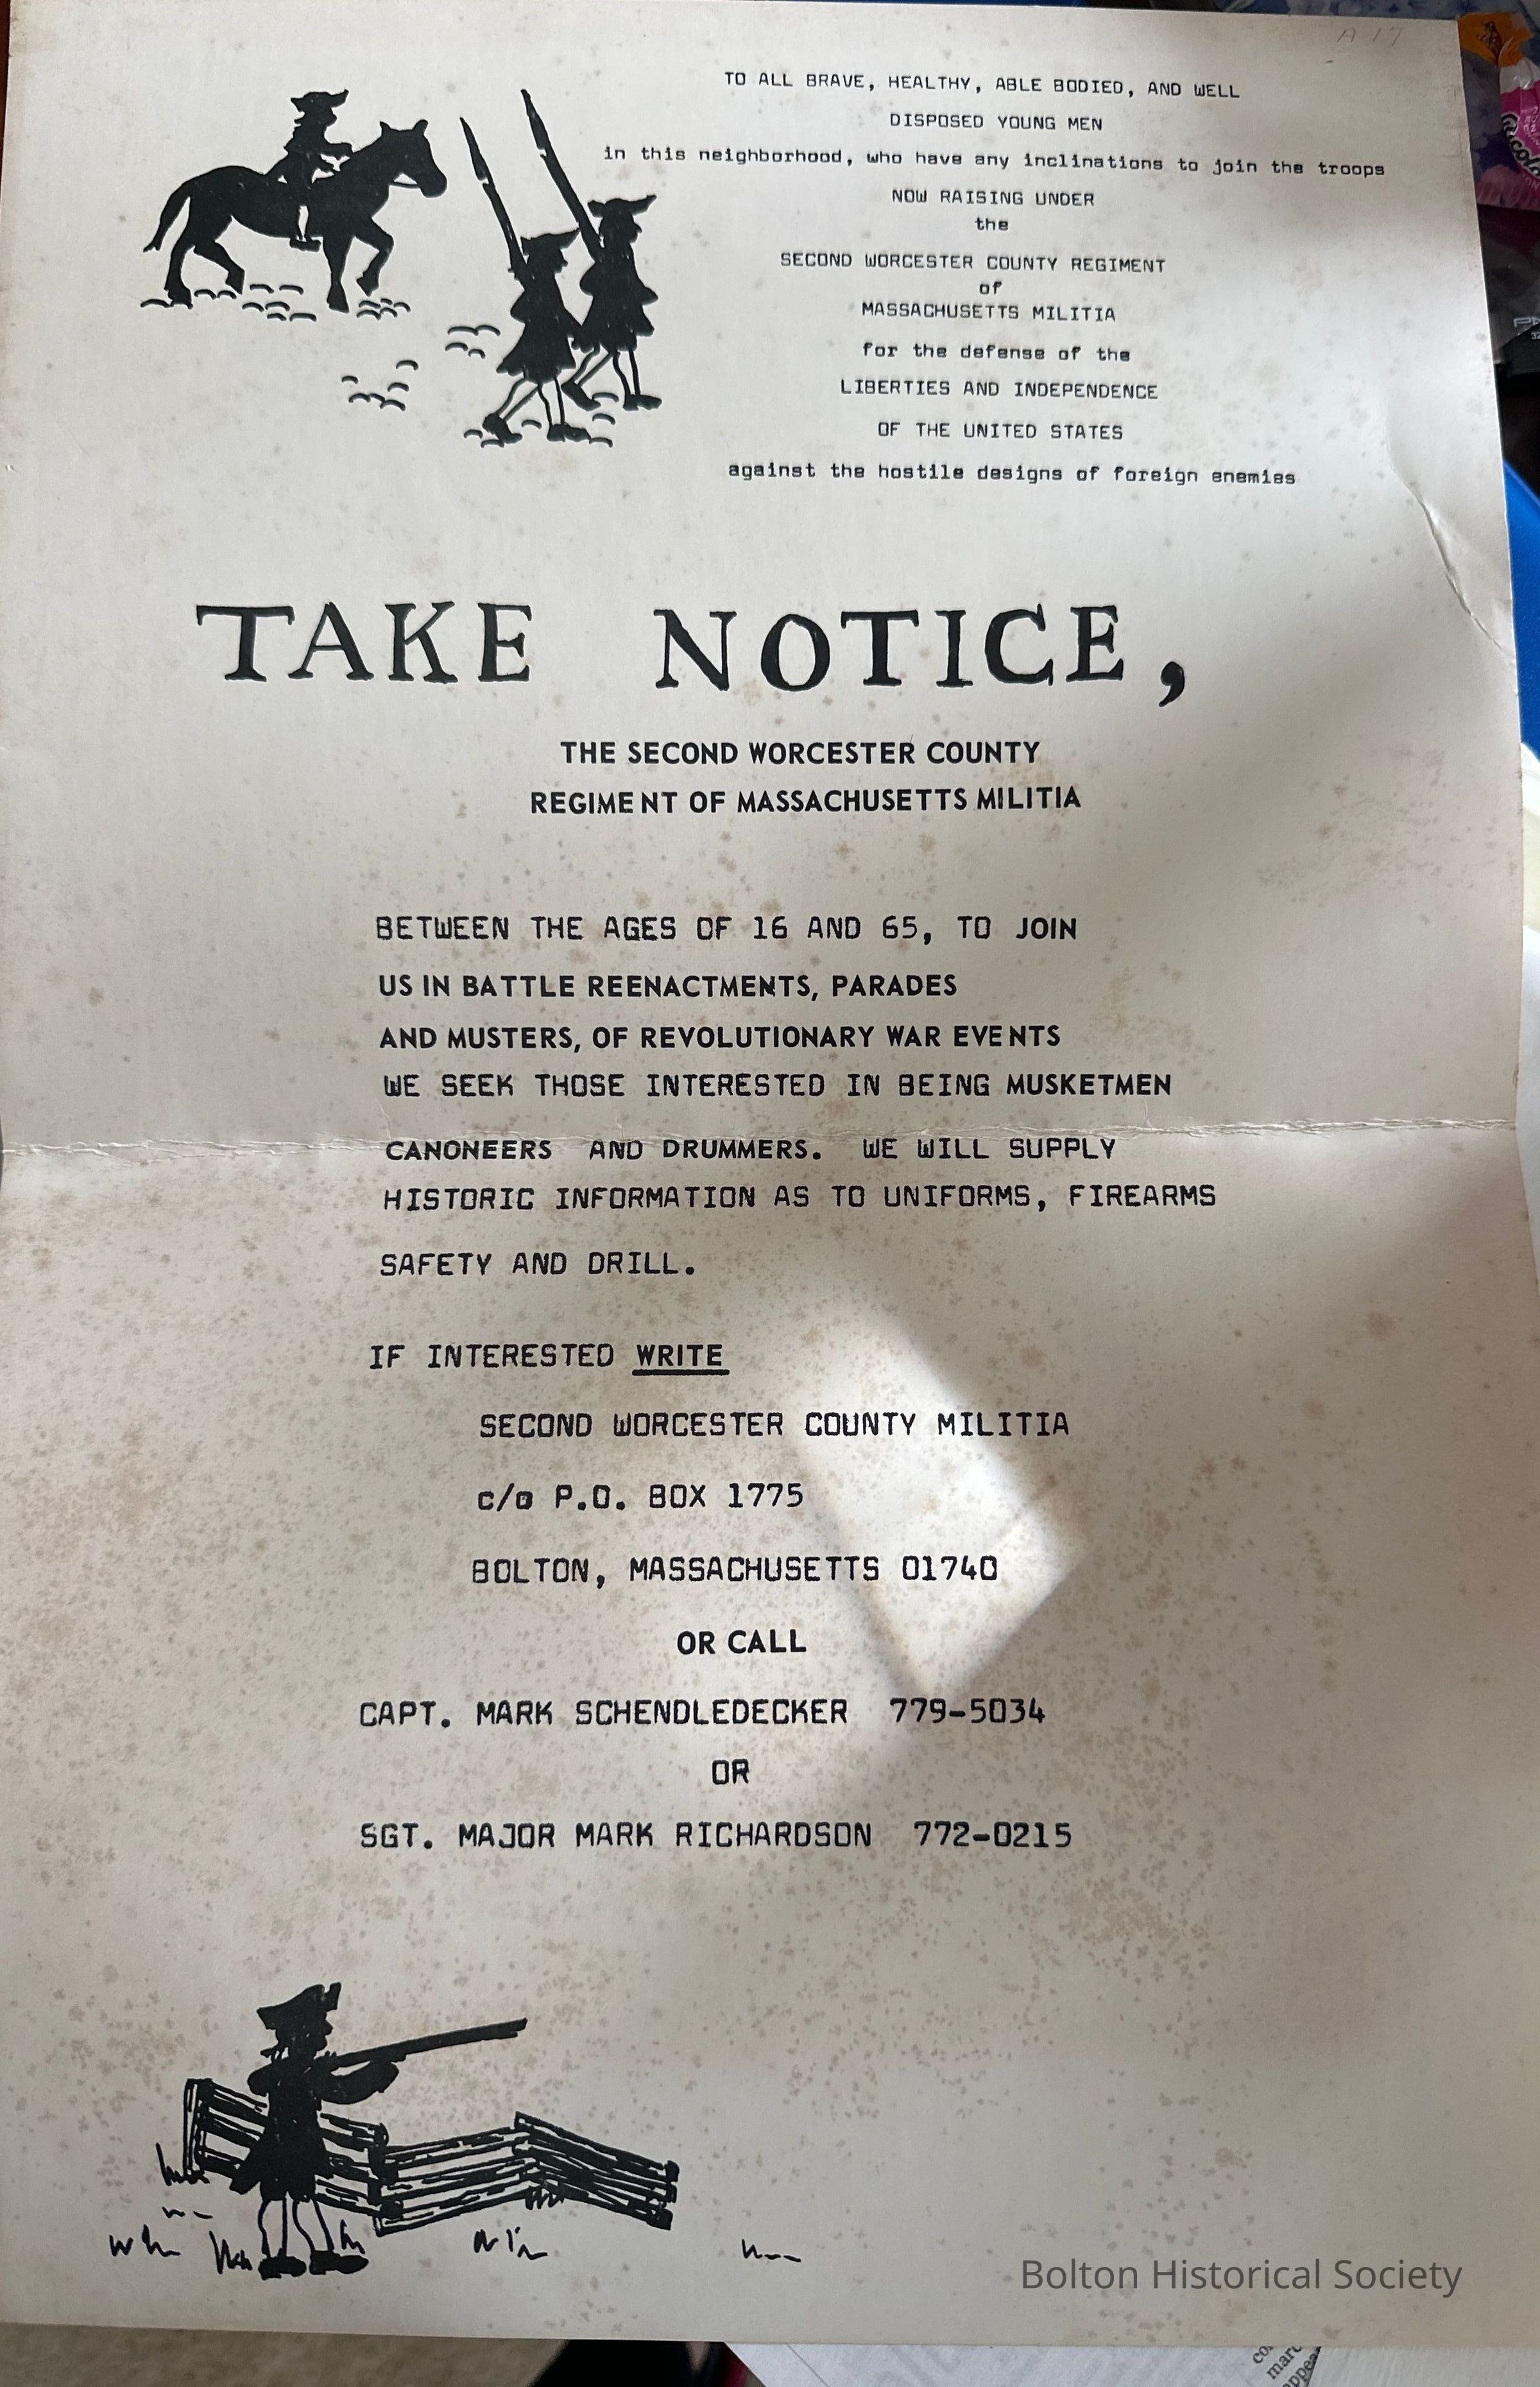 A 17
TO ALL BRAVE, HEALTHY, ABLE BODIED, AND WELL
DISPOSED YOUNG MEN
in this neighborhood, who have any inclinations to join the troops
NOW RAISING UNDER
the
SECOND WORCESTER COUNTY REGIMENT
of
MASSACHUSETTS MILITIA
for the defense of the
LIBERTIES AND INDEPENDENCE
OF THE UNITED STATES
against the hostile designs of foreign enemies
TAKE NOTICE,
THE SECOND WORCESTER COUNTY
REGIMENT OF MASSACHUSETTS MILITIA
BETWEEN THE AGES OF 16 AND 65, TO JOIN
US IN BATTLE REENACTMENTS, PARADES
AND MUSTERS, OF REVOLUTIONARY WAR EVENTS
WE SEEK THOSE INTERESTED IN BEING MUSKETMEN
CANONEERS AND DRUMMERS. WE WILL SUPPLY
HISTORIC INFORMATION AS TO UNIFORMS, FIREARMS
SAFETY AND DRILL.
IF INTERESTED WRITE
SECOND WORCESTER COUNTY MILITIA
c/o P.O. BOX 1775
BOLTON, MASSACHUSETTS 01740
OR CALL
CAPT. MARK SCHENDLEDECKER 779-5034
OR
SGT. MAJOR MARK RICHARDSON 772-0215
Bolton Historical Society